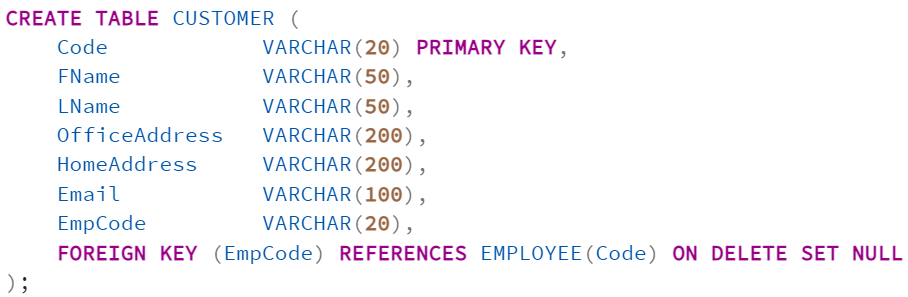 CREATE TABLE CUSTOMER (
    Code            VARCHAR(20) PRIMARY KEY,
    FName           VARCHAR(50),
    LName           VARCHAR(50),
    OfficeAddress   VARCHAR(200),
    HomeAddress     VARCHAR(200),
    Email           VARCHAR(100),
    EmpCode         VARCHAR(20),
    FOREIGN KEY (EmpCode) REFERENCES EMPLOYEE(Code) ON DELETE SET NULL
);